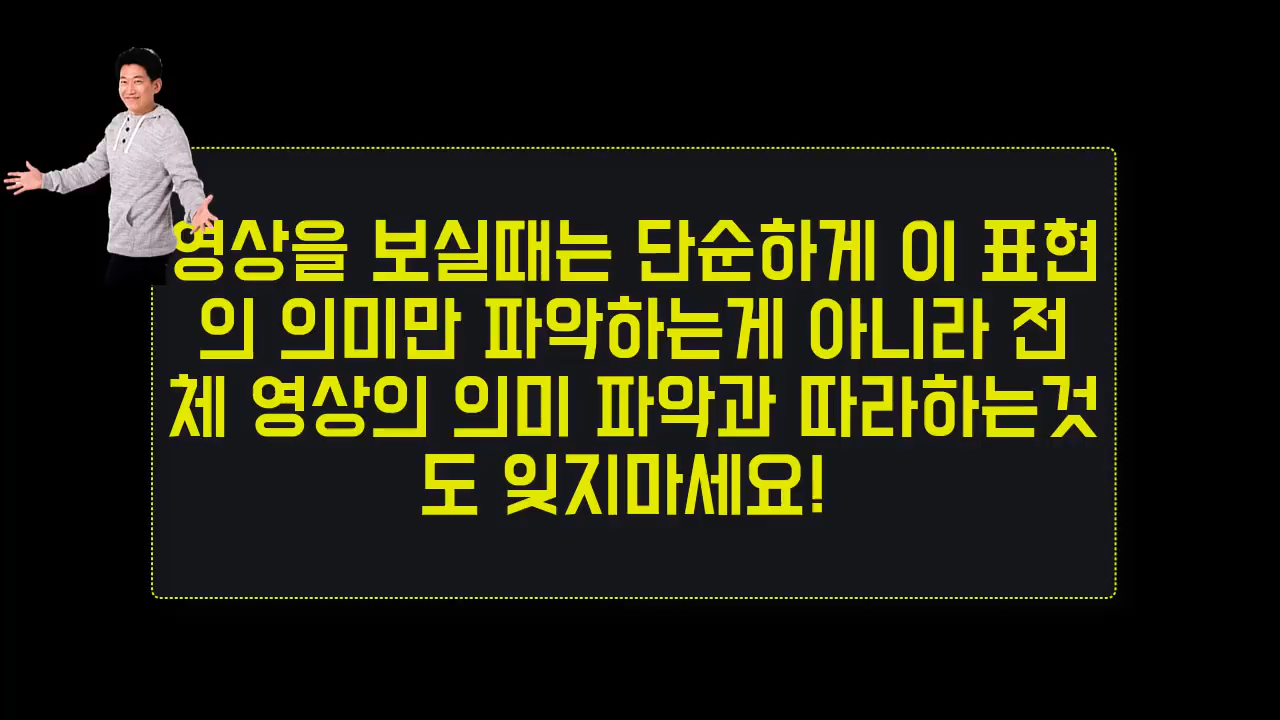 영상을 보실때는 단순하게 이 표현
의 의미만 파악하는게 아니라 전
체 영상의 의미 파악과 따라하는것
도 잊지마세요!